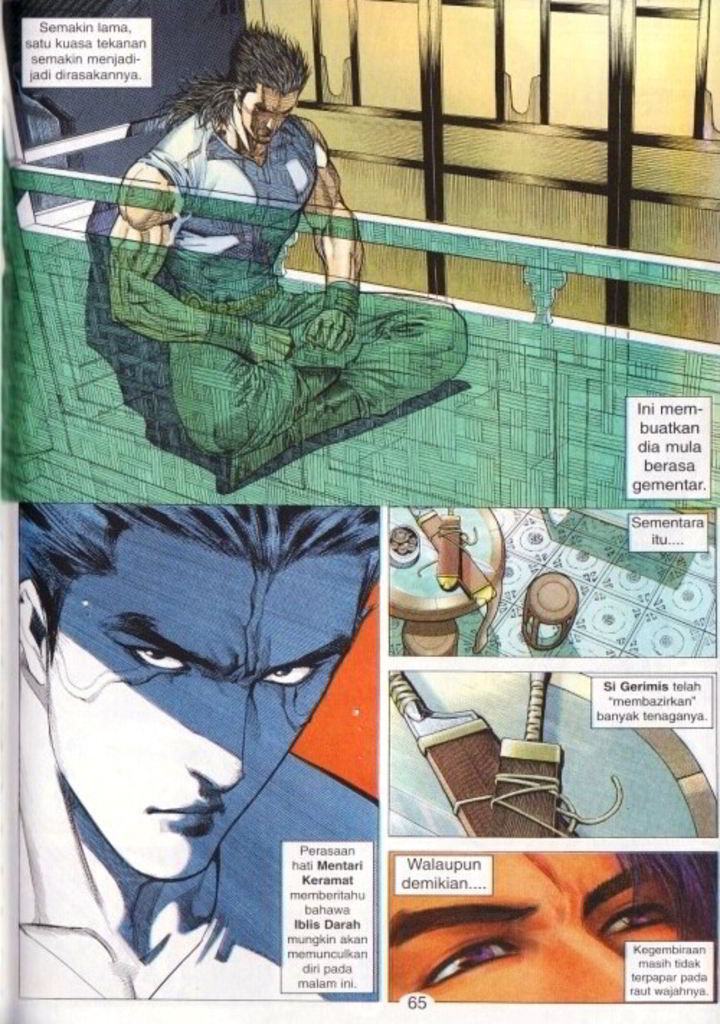 Semakin lama,
satu kuasa tekanan
semakin menjadi-
jadi dirasakannya.
Ini mem-
buatkan
dia mula
berasa
gementar.
Perasaan
hati Mentari
Keramat
memberitahu
bahawa
Iblis Darah
mungkin akan
memunculkan
diri pada
malam ini.
Sementara
itu....
Si Gerimis telah
"membazirkan"
banyak tenaganya.
Walaupun
demikian....
Kegembiraan
masih tidak
terpapar pada
raut wajahnya.
65